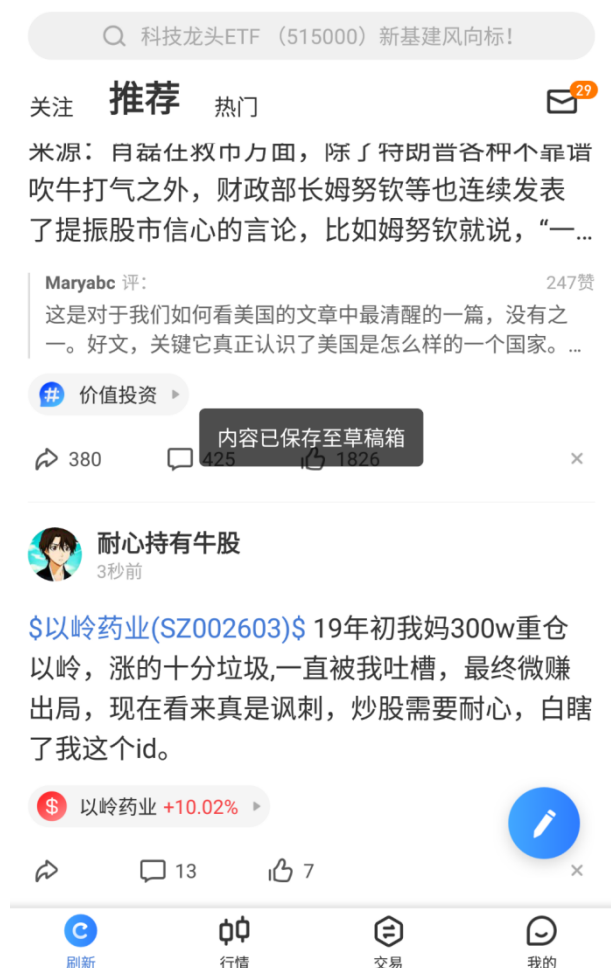 科技龙头ETF （515000）新基建风向标！
关注
推荐
热门
29
吹牛打气之外，财政部长姆努钦等也连续发表
了提振股市信心的言论，比如姆努钦就说，“一...
Maryabc 评：
247赞
这是对于我们如何看美国的文章中最清醒的一篇，没有之
一。好文，关键它真正认识了美国是怎么样的一个国家。...
# 价值投资
内容已保存至草稿箱
380
425
1826
耐心持有牛股
3秒前
$以岭药业(SZ002603)$ 19年初我妈300w重仓
以岭，涨的十分垃圾,一直被我吐槽，最终微赚
出局，现在看来真是讽刺，炒股需要耐心，白瞎
了我这个id。
$ 以岭药业 +10.02%
13
7
刷新
行情
交易
我的